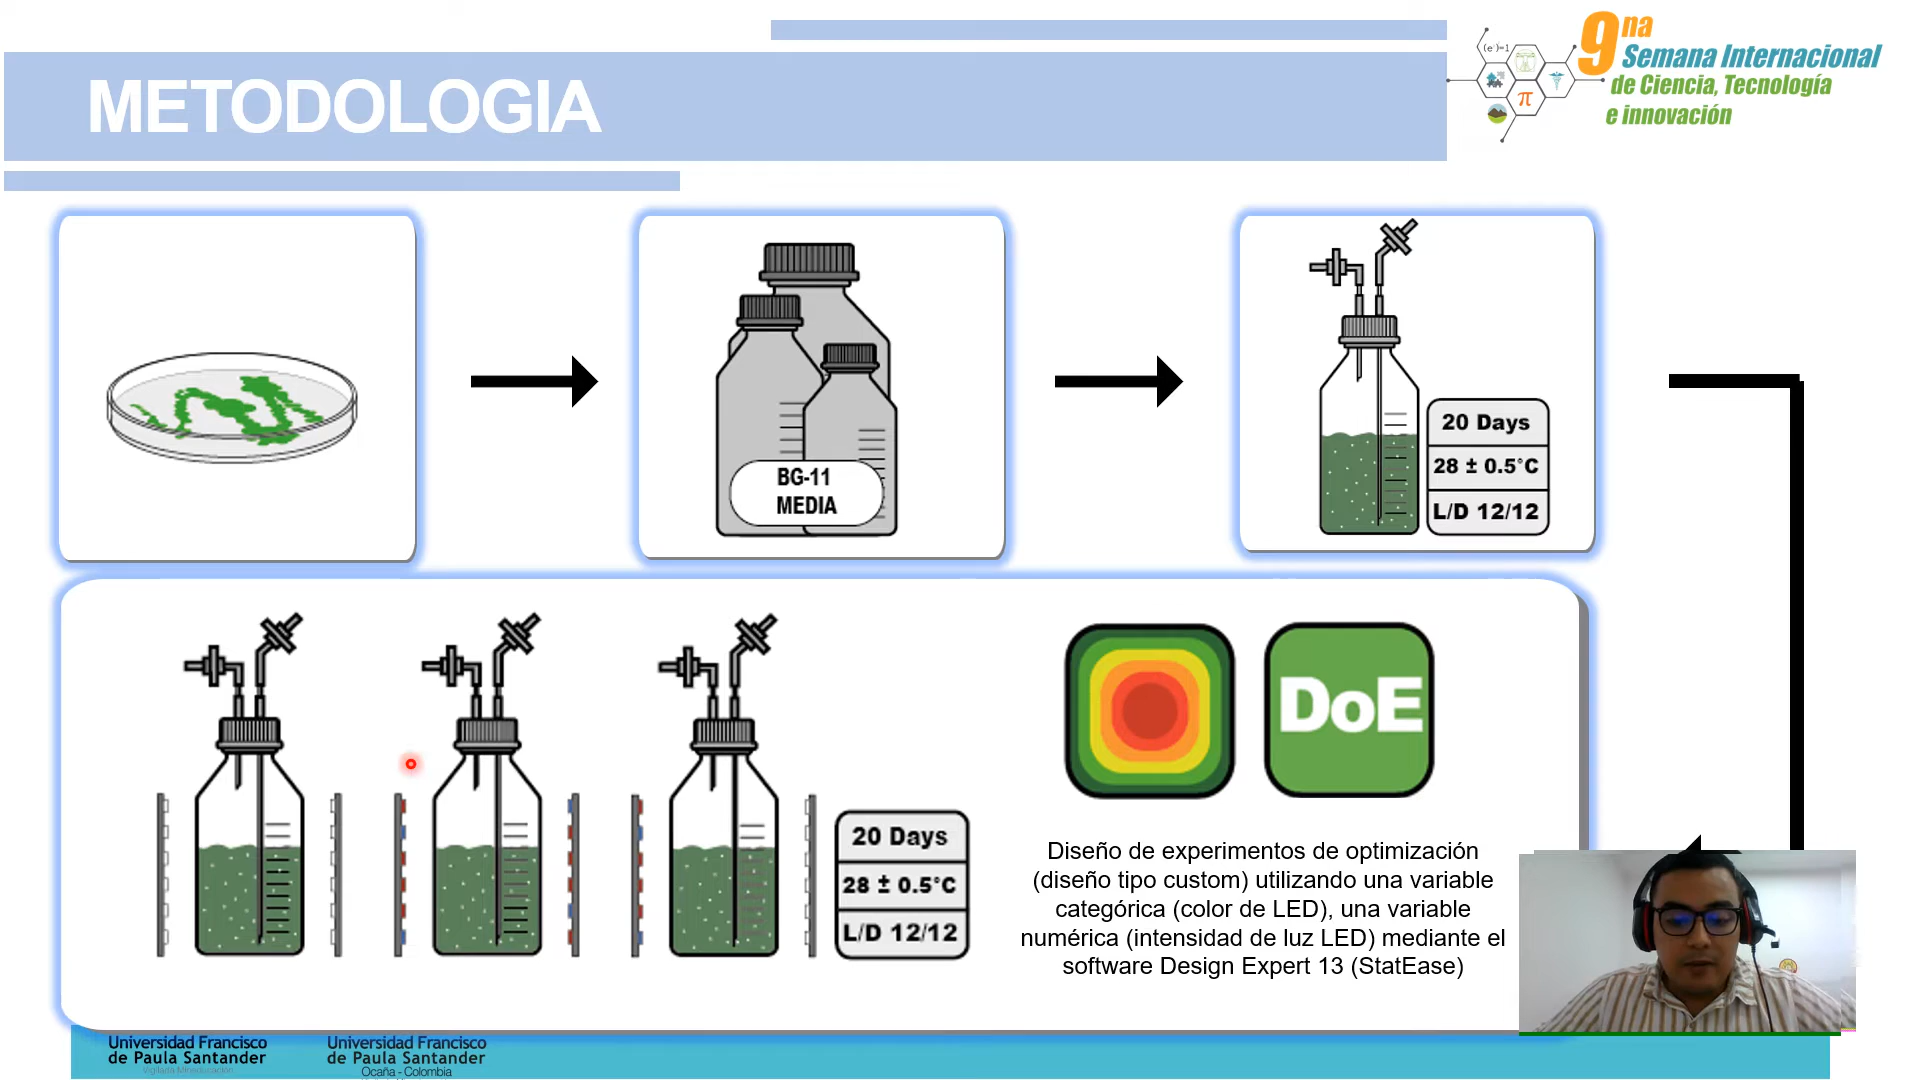 METODOLOGIA
(e⁻)=1
π
9na
Semana Internacional
de Ciencia, Tecnología
e innovación
BG-11
MEDIA
20 Days
28 ± 0.5°C
L/D 12/12
20 Days
28 ± 0.5°C
L/D 12/12
DoE
Diseño de experimentos de optimización
(diseño tipo custom) utilizando una variable
categórica (color de LED), una variable
numérica (intensidad de luz LED) mediante el
software Design Expert 13 (StatEase)
Universidad Francisco
de Paula Santander
Vigilada Mineducación
Universidad Francisco
de Paula Santander
Ocaña - Colombia